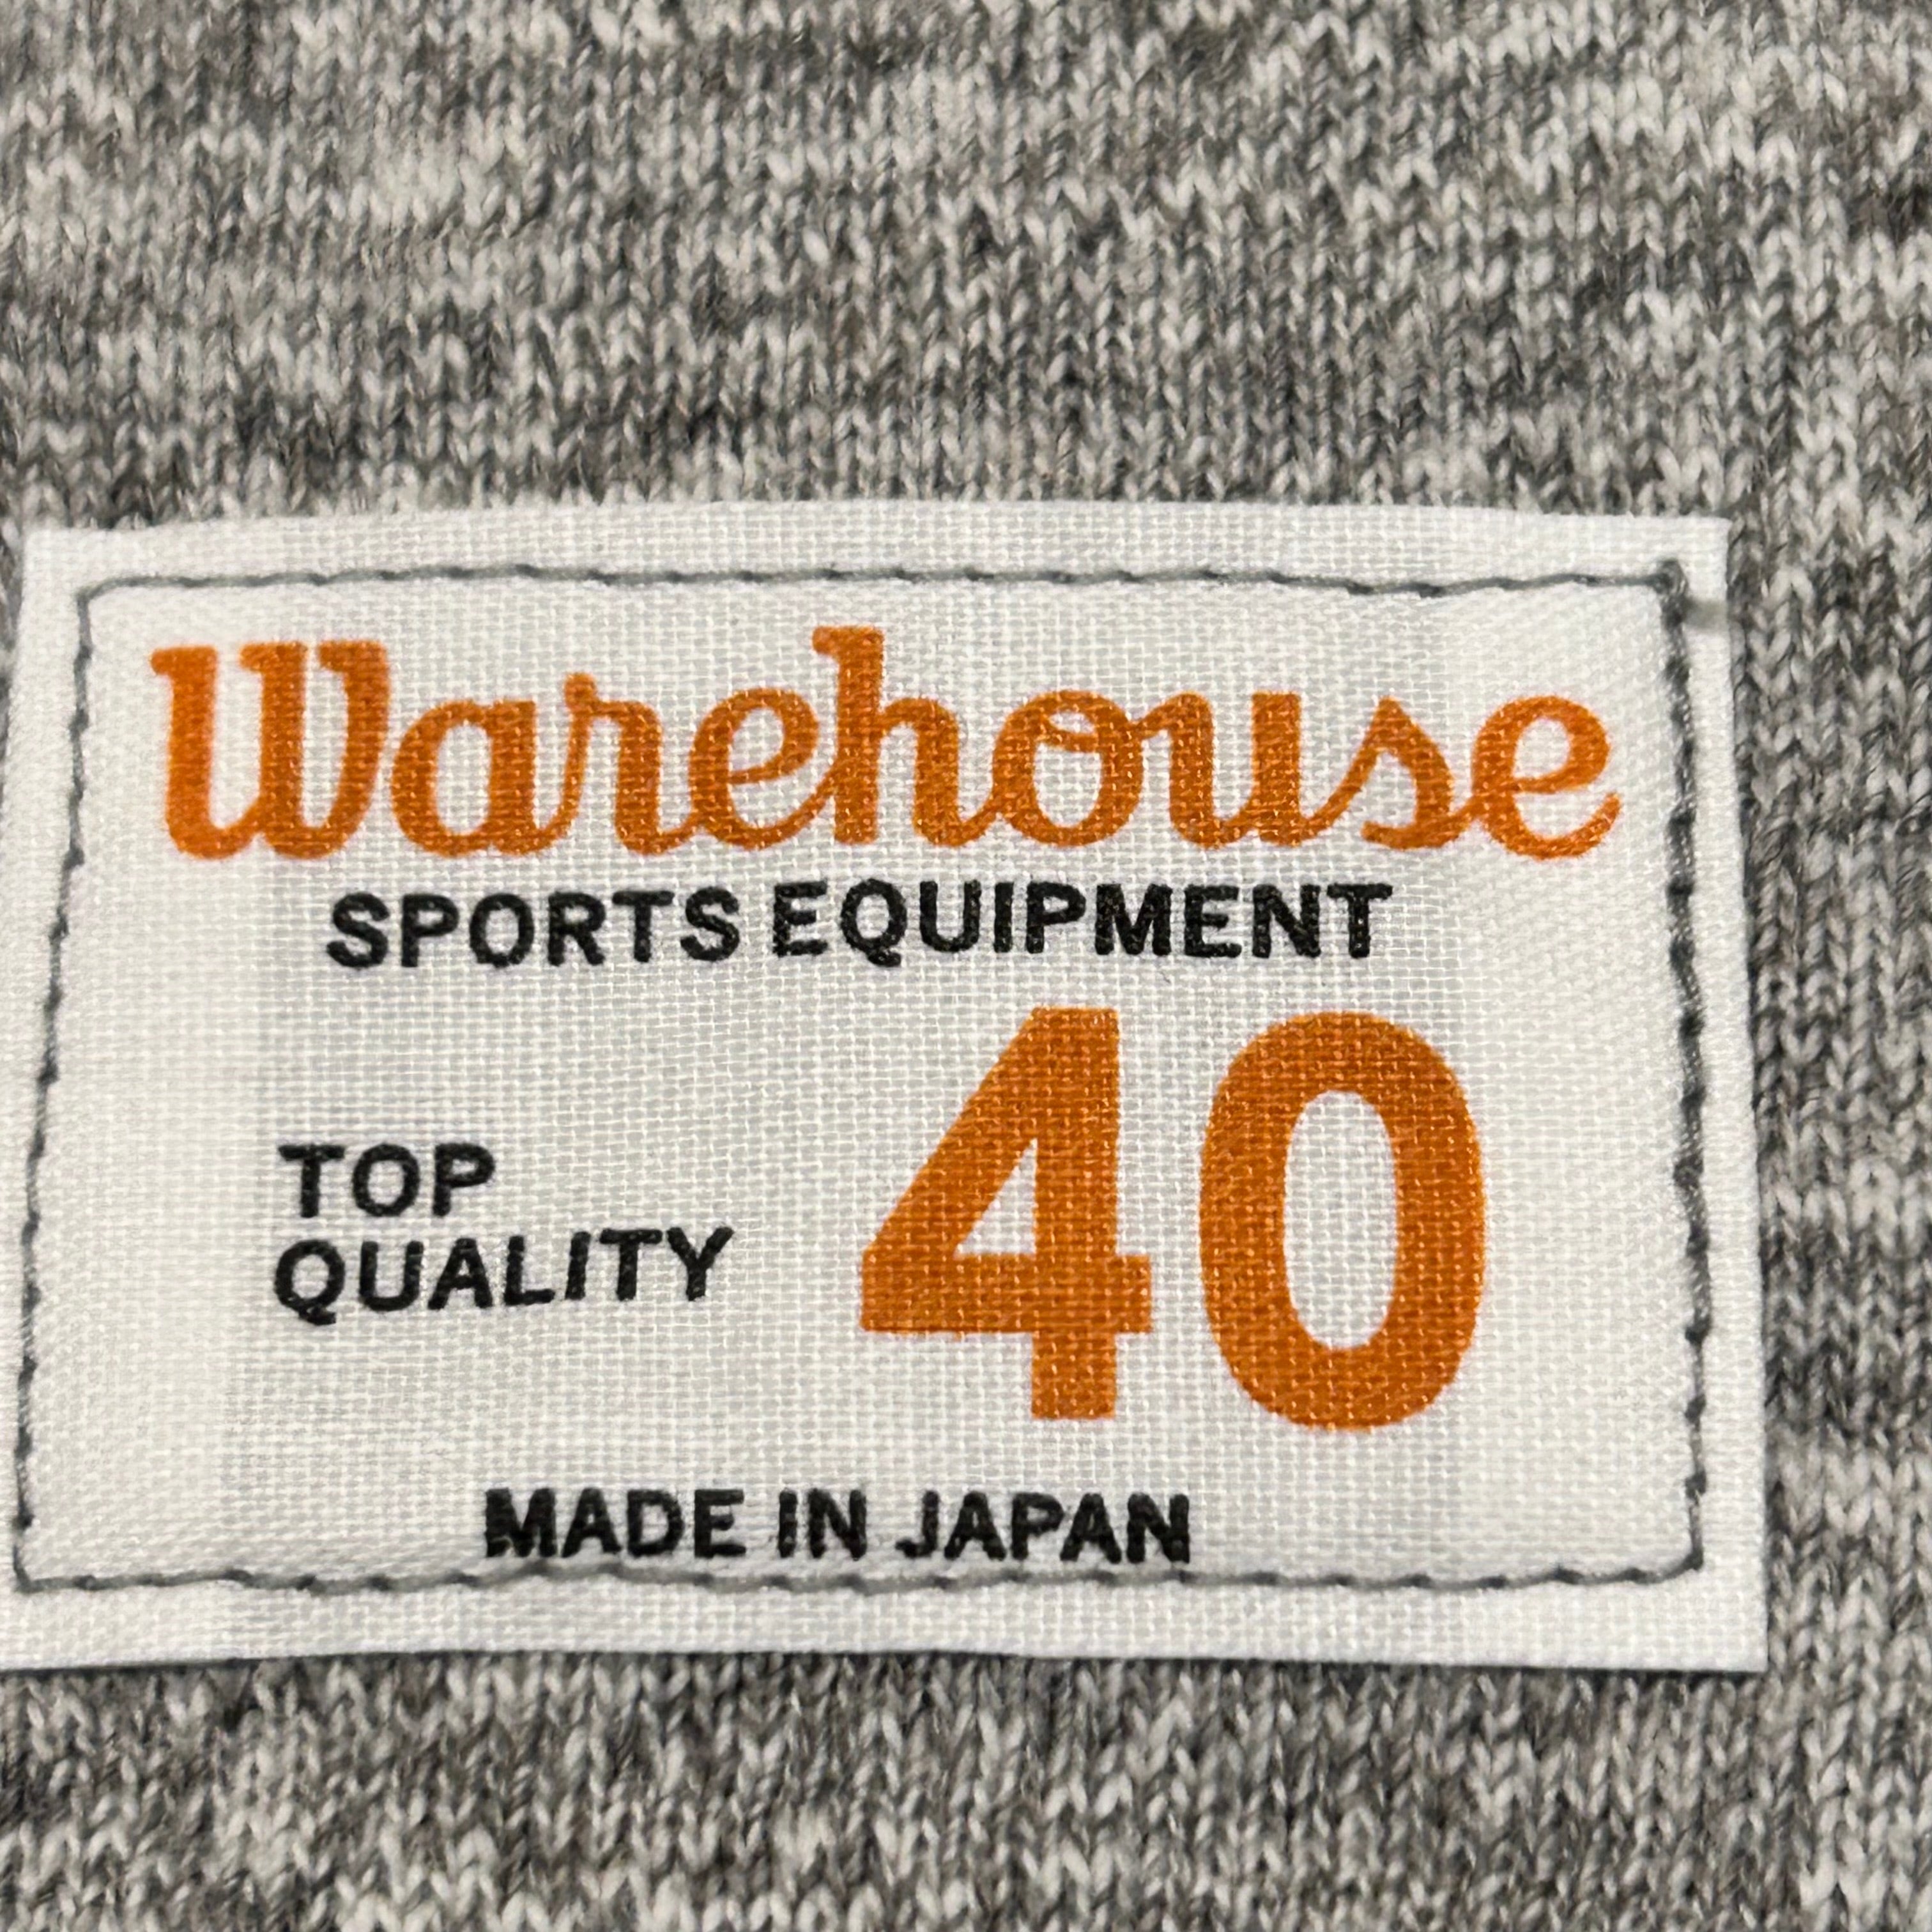 Warehouse
SPORTS EQUIPMENT
TOP
QUALITY
40
MADE IN JAPAN